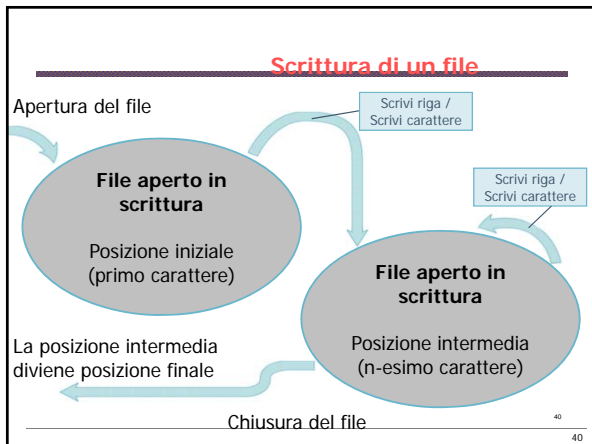 Scrittura di un file
Apertura del file
Scrivi riga /
Scrivi carattere
File aperto in
scrittura
Posizione iniziale
(primo carattere)
Scrivi riga /
Scrivi carattere
File aperto in
scrittura
Posizione intermedia
(n-esimo carattere)
La posizione intermedia
diviene posizione finale
Chiusura del file
40
40